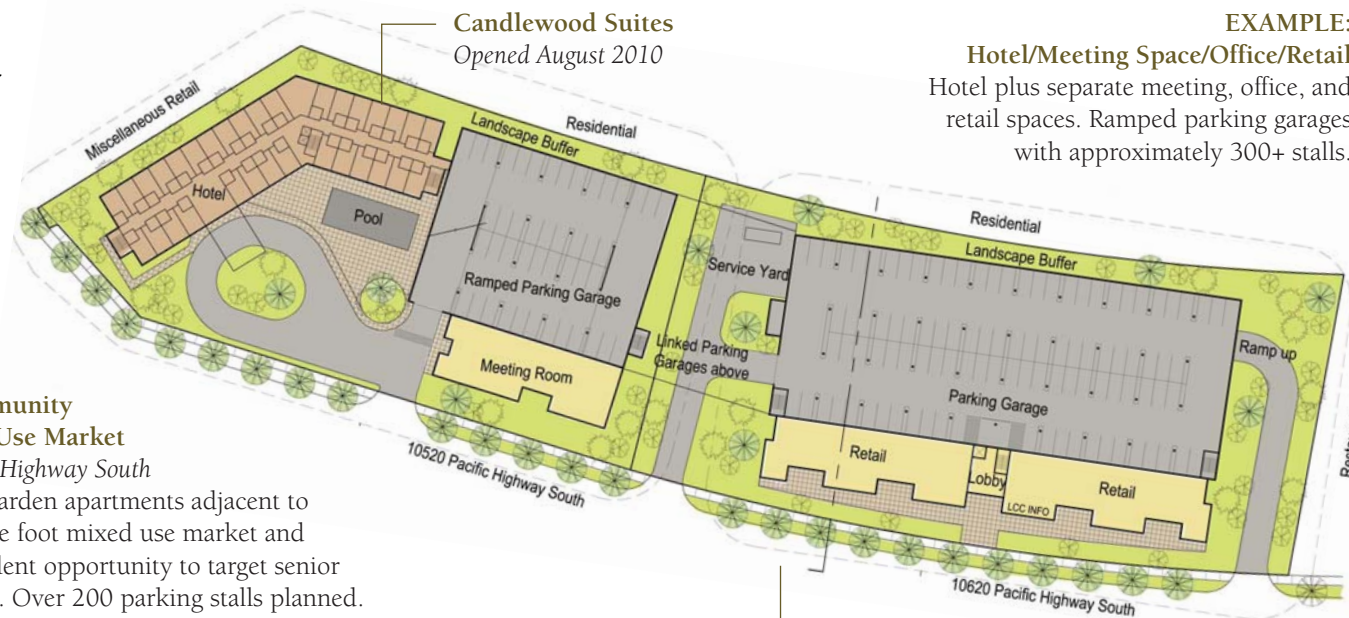 Candlewood Suites
Opened August 2010
EXAMPLE:
Hotel/Meeting Space/Office/Retail
Hotel plus separate meeting, office, and
retail spaces. Ramped parking garages
with approximately 300+ stalls.
Miscellaneous Retail
Landscape Buffer
Residential
Hotel
Pool
Ramped Parking Garage
Meeting Room
10520 Pacific Highway South
Service Yard
Linked Parking
Garages above
Residential
Landscape Buffer
Ramp up
Parking Garage
Retail
Lobby
LCC INFO
Retail
10620 Pacific Highway South
Use Market
Highway South
arden apartments adjacent to
e foot mixed use market and
lent opportunity to target senior
. Over 200 parking stalls planned.